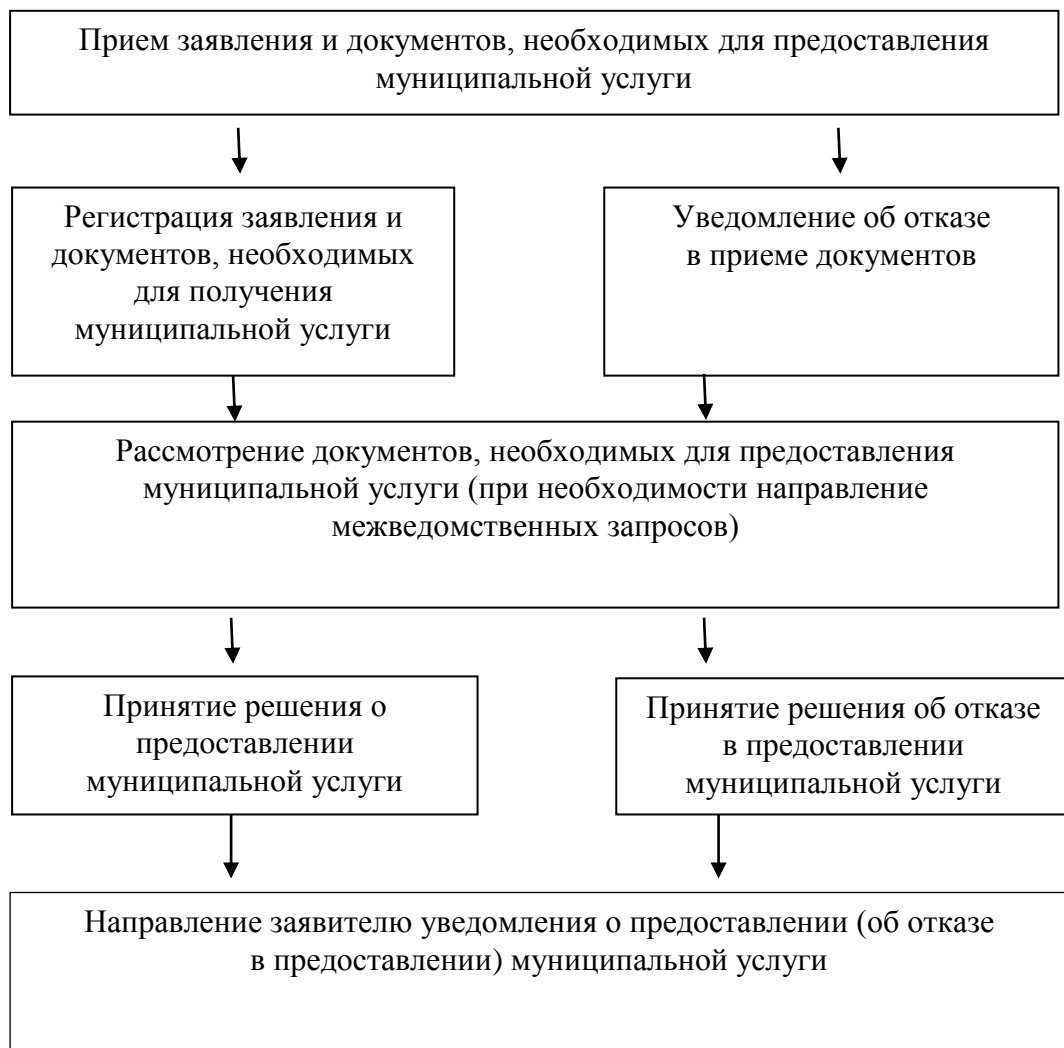 Прием заявления и документов, необходимых для предоставления
муниципальной услуги
Регистрация заявления и
документов, необходимых
для получения
муниципальной услуги
Уведомление об отказе
в приеме документов
Рассмотрение документов, необходимых для предоставления
муниципальной услуги (при необходимости направление
межведомственных запросов)
Принятие решения о
предоставлении
муниципальной услуги
Принятие решения об отказе
в предоставлении
муниципальной услуги
Направление заявителю уведомления о предоставлении (об отказе
в предоставлении) муниципальной услуги